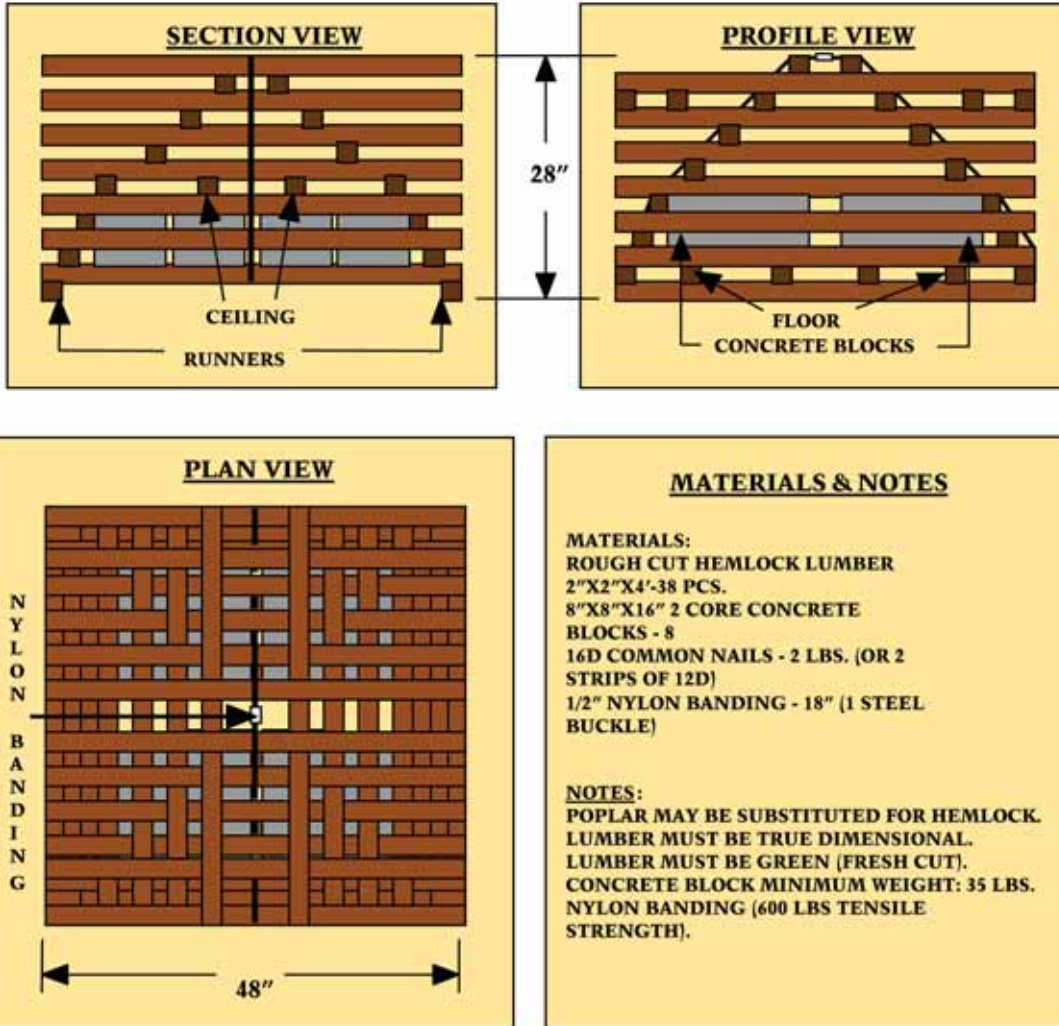 SECTION VIEW
CEILING
RUNNERS
28"
PROFILE VIEW
FLOOR
CONCRETE BLOCKS
PLAN VIEW
NYLON BANDING
48"
MATERIALS & NOTES
MATERIALS:
ROUGH CUT HEMLOCK LUMBER
2"X2"X4'-38 PCS.
8"X8"X16" 2 CORE CONCRETE
BLOCKS - 8
16D COMMON NAILS - 2 LBS. (OR 2
STRIPS OF 12D)
1/2" NYLON BANDING - 18" (1 STEEL
BUCKLE)
NOTES:
POPLAR MAY BE SUBSTITUTED FOR HEMLOCK.
LUMBER MUST BE TRUE DIMENSIONAL.
LUMBER MUST BE GREEN (FRESH CUT).
CONCRETE BLOCK MINIMUM WEIGHT: 35 LBS.
NYLON BANDING (600 LBS TENSILE
STRENGTH).